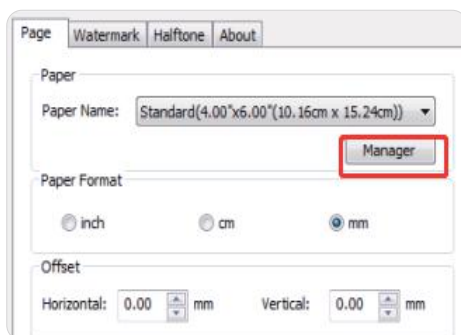 Page Watermark Halftone About
Paper
Paper Name: Standard(4.00"x6.00"(10.16cm x 15.24cm))
Manager
Paper Format
inch cm mm
Offset
Horizontal: 0.00 mm Vertical: 0.00 mm